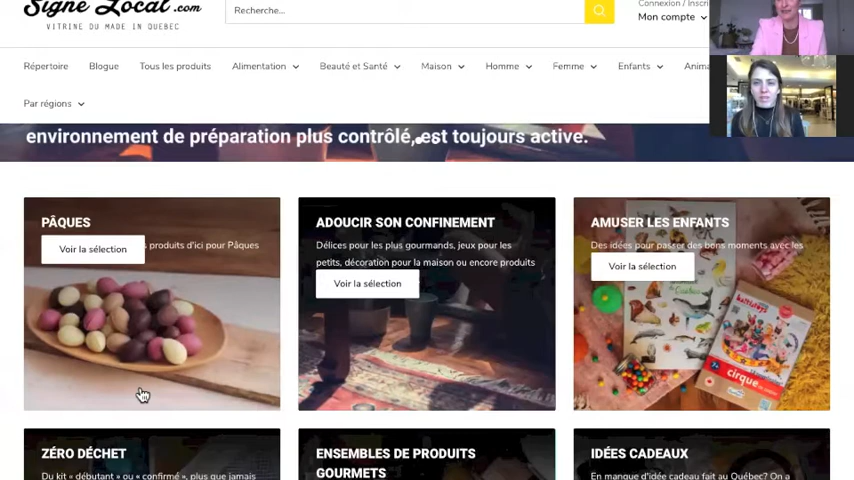 Signé Local.com
VITRINE DU MADE IN QUÉBEC
Recherche...
Connexion / Inscri
Mon compte
Répertoire Blogue Tous les produits Alimentation Beauté et Santé Maison Homme Femme Enfants Anima
Par régions
environnement de préparation plus contrôlé, est toujours active.
PÂQUES
Voir la sélection
s produits d'ici pour Pâques
ADOUCIR SON CONFINEMENT
Délices pour les plus gourmands, jeux pour les
petits, décoration pour la maison ou encore produits
Voir la sélection
AMUSER LES ENFANTS
Des idées pour passer des bons moments avec les
Voir la sélection
Québec
cirque
ZÉRO DÉCHET
Du kit « débutant » ou « confirmé », plus que jamais
ENSEMBLES DE PRODUITS
GOURMETS
IDÉES CADEAUX
En manque d'idée cadeau fait au Québec? On a